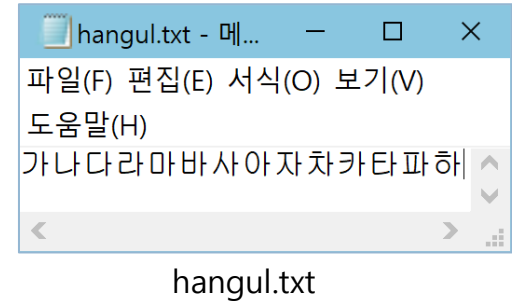 hangul.txt - 메...
파일(F) 편집(E) 서식(O) 보기(V)
도움말(H)
가나다라마바사아자차카타파하
hangul.txt